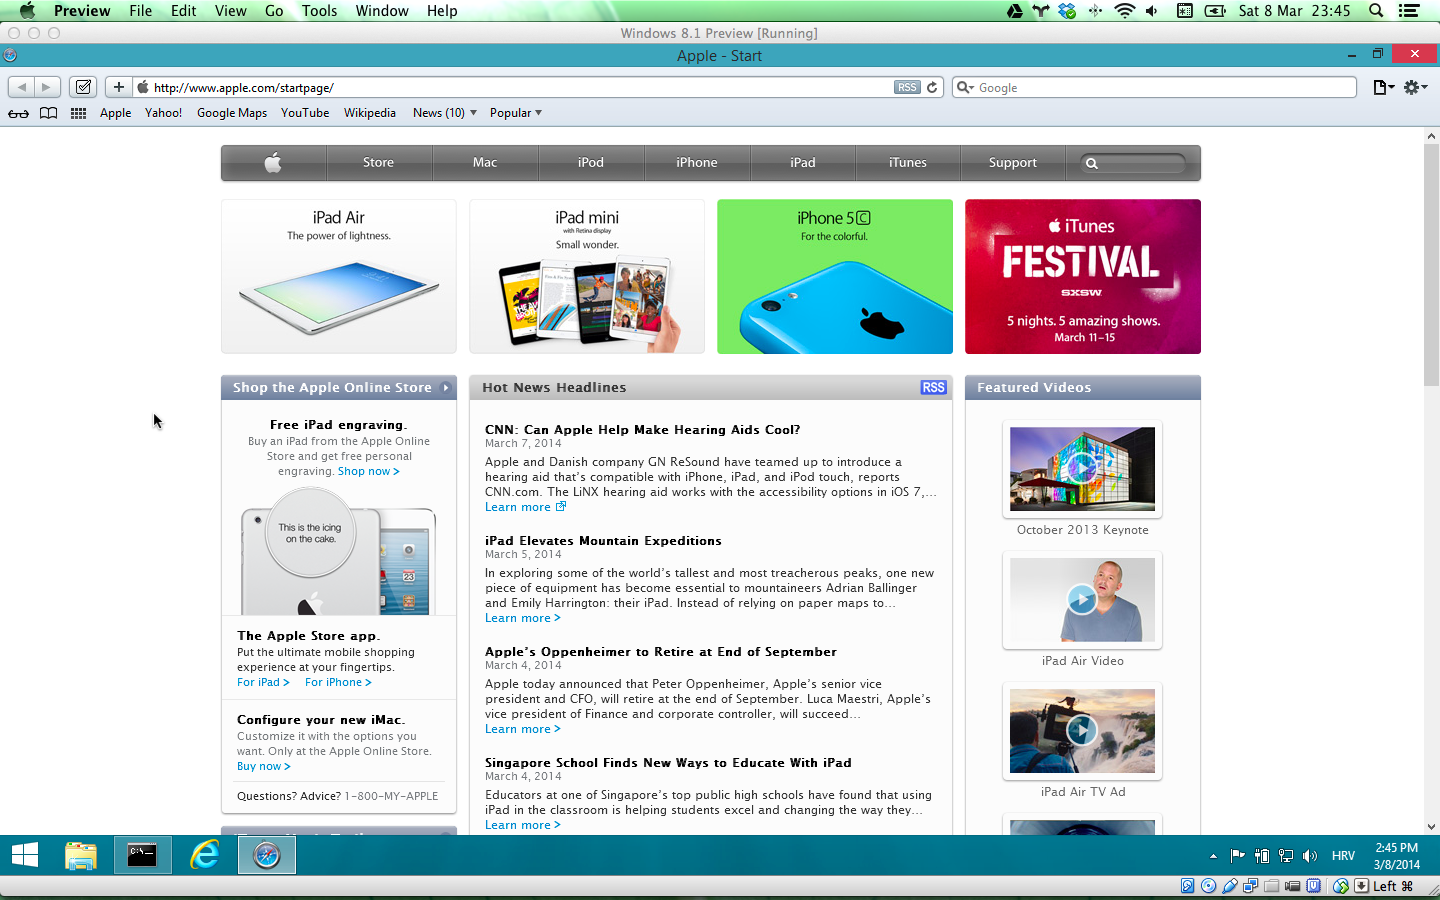 Preview File Edit View Go Tools Window Help Sat 8 Mar 23:45
Windows 8.1 Preview [Running]
Apple - Start
http://www.apple.com/startpage/ RSS Google
Apple Yahoo! Google Maps YouTube Wikipedia News (10) Popular
Store Mac iPod iPhone iPad iTunes Support
iPad Air
The power of lightness.
iPad mini
with Retina display
Small wonder.
iPhone 5C
For the colorful.
iTunes
FESTIVAL
SXSW
5 nights. 5 amazing shows.
March 11–15
Shop the Apple Online Store
Free iPad engraving.
Buy an iPad from the Apple Online
Store and get free personal
engraving. Shop now >
This is the icing
on the cake.
23
The Apple Store app.
Put the ultimate mobile shopping
experience at your fingertips.
For iPad > For iPhone >
Configure your new iMac.
Customize it with the options you
want. Only at the Apple Online Store.
Buy now >
Questions? Advice? 1-800-MY-APPLE
Hot News Headlines RSS
CNN: Can Apple Help Make Hearing Aids Cool?
March 7, 2014
Apple and Danish company GN ReSound have teamed up to introduce a
hearing aid that’s compatible with iPhone, iPad, and iPod touch, reports
CNN.com. The LiNX hearing aid works with the accessibility options in iOS 7,…
Learn more
iPad Elevates Mountain Expeditions
March 5, 2014
In exploring some of the world’s tallest and most treacherous peaks, one new
piece of equipment has become essential to mountaineers Adrian Ballinger
and Emily Harrington: their iPad. Instead of relying on paper maps to…
Learn more >
Apple’s Oppenheimer to Retire at End of September
March 4, 2014
Apple today announced that Peter Oppenheimer, Apple’s senior vice
president and CFO, will retire at the end of September. Luca Maestri, Apple’s
vice president of Finance and corporate controller, will succeed…
Learn more >
Singapore School Finds New Ways to Educate With iPad
March 4, 2014
Educators at one of Singapore’s top public high schools have found that using
iPad in the classroom is helping students excel and changing the way they…
Learn more >
Featured Videos
October 2013 Keynote
iPad Air Video
iPad Air TV Ad
C:\_
HRV 2:45 PM
3/8/2014
Left ⌘